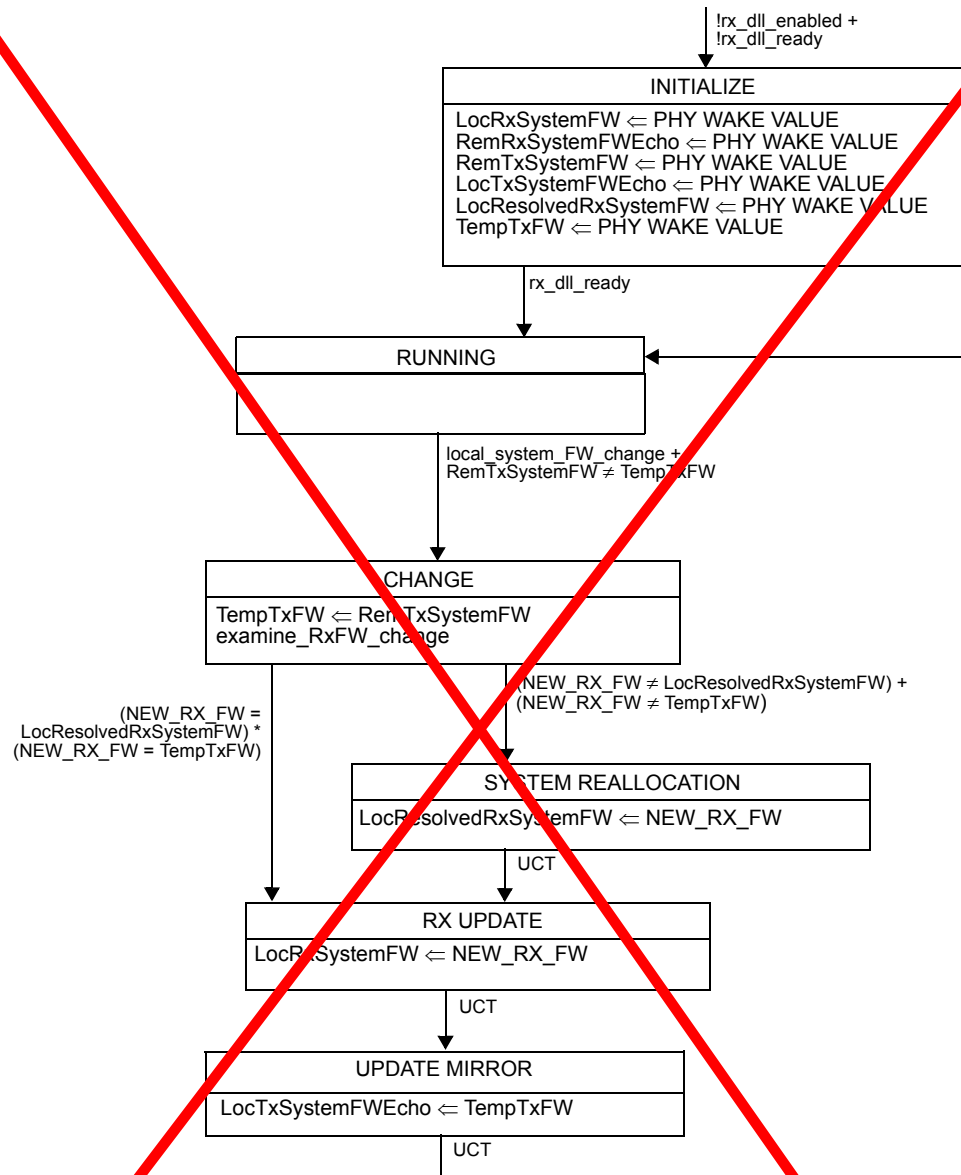 !rx_dll_enabled +
!rx_dll_ready
INITIALIZE
LocRxSystemFW ⇐ PHY WAKE VALUE
RemRxSystemFWEcho ⇐ PHY WAKE VALUE
RemTxSystemFW ⇐ PHY WAKE VALUE
LocTxSystemFWEcho ⇐ PHY WAKE VALUE
LocResolvedRxSystemFW ⇐ PHY WAKE VALUE
TempTxFW ⇐ PHY WAKE VALUE
rx_dll_ready
RUNNING
local_system_FW_change +
RemTxSystemFW ≠ TempTxFW
CHANGE
TempTxFW ⇐ RemTxSystemFW
examine_RxFW_change
(NEW_RX_FW =
LocResolvedRxSystemFW) *
(NEW_RX_FW = TempTxFW)
(NEW_RX_FW ≠ LocResolvedRxSystemFW) +
(NEW_RX_FW ≠ TempTxFW)
SYSTEM REALLOCATION
LocResolvedRxSystemFW ⇐ NEW_RX_FW
UCT
RX UPDATE
LocRxSystemFW ⇐ NEW_RX_FW
UCT
UPDATE MIRROR
LocTxSystemFWEcho ⇐ TempTxFW
UCT